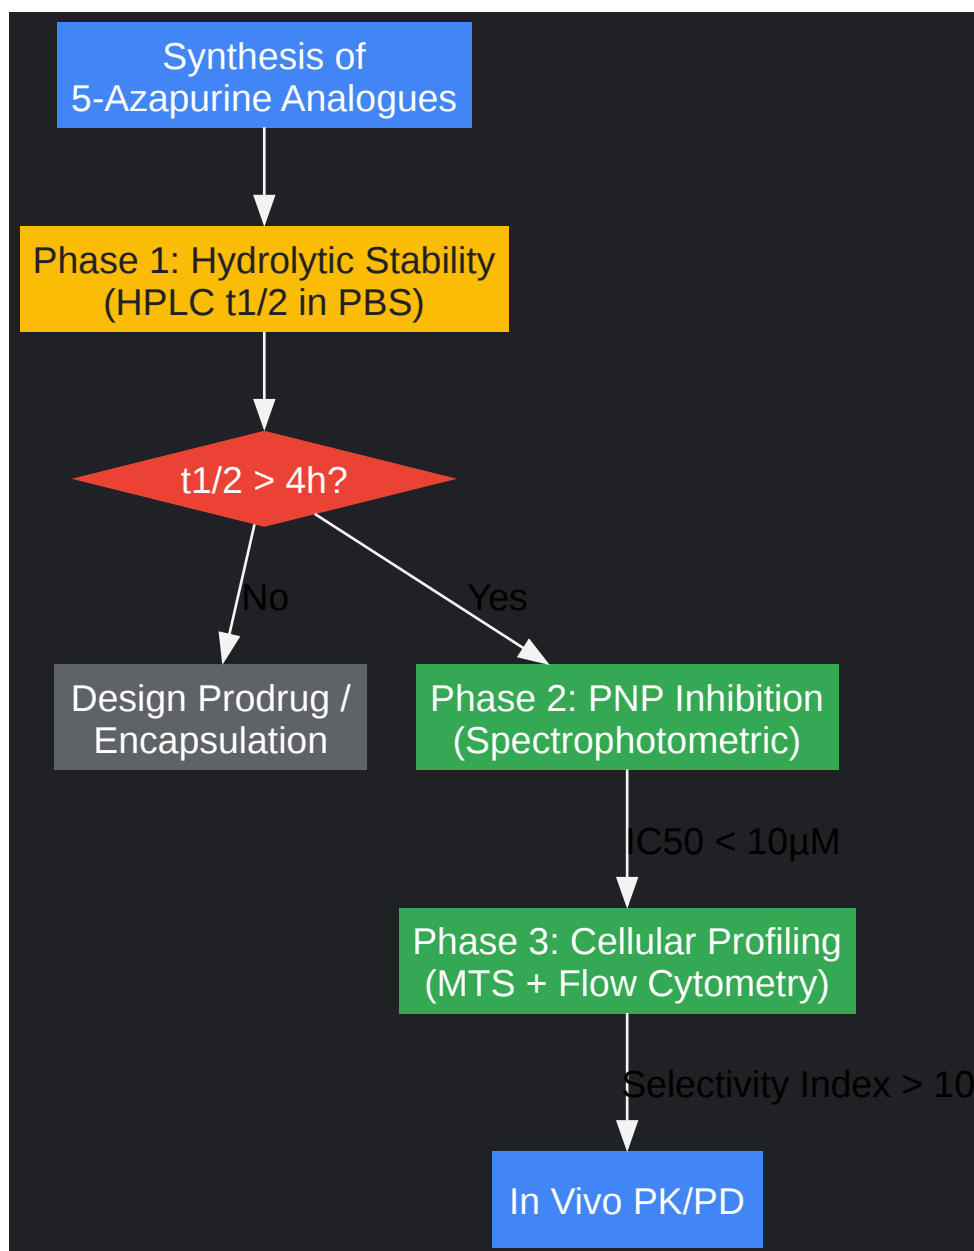 Synthesis of
5-Azapurine Analogues
Phase 1: Hydrolytic Stability
(HPLC t1/2 in PBS)
t1/2 > 4h?
No
Yes
Design Prodrug /
Encapsulation
Phase 2: PNP Inhibition
(Spectrophotometric)
IC50 < 10µM
Phase 3: Cellular Profiling
(MTS + Flow Cytometry)
Selectivity Index > 10
In Vivo PK/PD